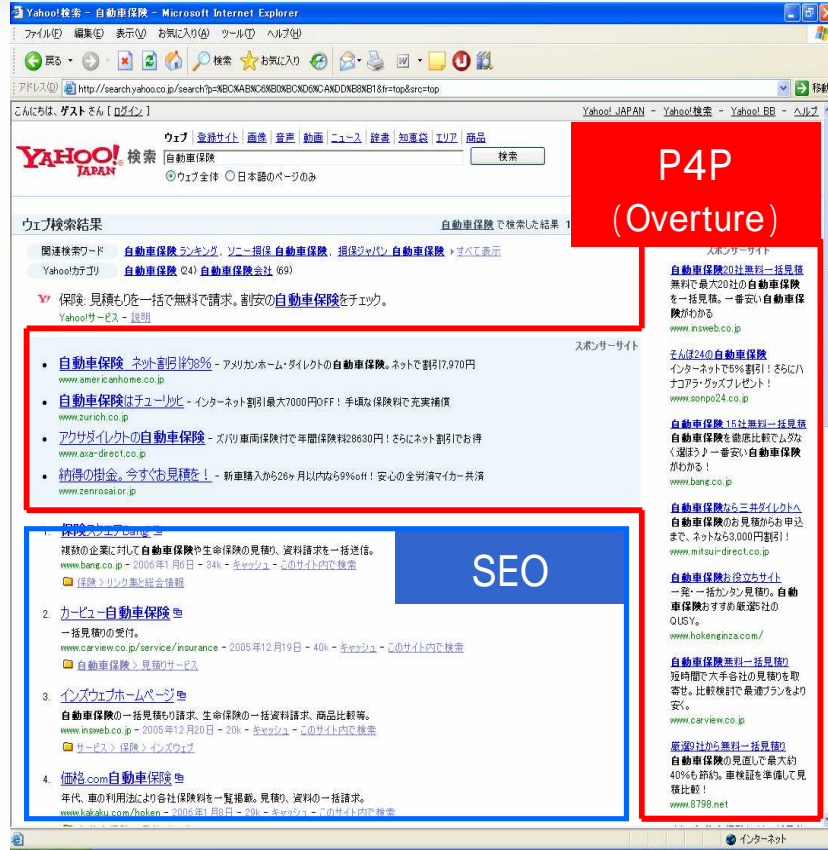 Yahoo!検索 - 自動車保険 - Microsoft Internet Explorer
ファイル(F) 編集(E) 表示(V) お気に入り(A) ツール(T) ヘルプ(H)
戻る 検索 お気に入り
アドレス(D) http://search.yahoo.co.jp/search?p=%BC%AB%C6%B0%BC%D6%CA%DD%B8%B1&fr=top&src=top 移動
こんにちは、ゲストさん [ ログイン ]
Yahoo! JAPAN - Yahoo!検索 - Yahoo! BB - ヘルプ
ウェブ 登録サイト 画像 音声 動画 ニュース 辞書 知恵袋 エリア 商品
YAHOO! JAPAN 検索 自動車保険 検索
ウェブ全体 日本語のページのみ
P4P
(Overture)
ウェブ検索結果
自動車保険 で検索した結果 1
関連検索ワード 自動車保険 ランキング, ソニー損保 自動車保険, 損保ジャパン 自動車保険 すべて表示
Yahoo!カテゴリ 自動車保険 (24) 自動車保険会社 (69)
Y! 保険: 見積もりを一括で無料で請求。割安の自動車保険をチェック。
Yahoo!サービス - 説明
スポンサーサイト
• 自動車保険 ネット割引約8% - アメリカンホーム・ダイレクトの自動車保険。ネットで割引7,970円
www.americanhome.co.jp
• 自動車保険はチューリッヒ - インターネット割引最大7000円OFF！手頃な保険料で充実補償
www.zurich.co.jp
• アクサダイレクトの自動車保険 - ズバリ車両保険付で年間保険料28630円！さらにネット割引でお得
www.axa-direct.co.jp
• 納得の掛金。今すぐお見積を！ - 新車購入から26ヶ月以内なら9%off！安心の全労済マイカー共済
www.zenrosai.or.jp
SEO
1. 保険スクエアbang!
複数の企業に対して自動車保険や生命保険の見積り、資料請求を一括送信。
www.bang.co.jp - 2006年1月6日 - 34k - キャッシュ - このサイト内で検索
保険 > リンク集と総合情報
2. カービュー自動車保険
一括見積りの受付。
www.carview.co.jp/service/insurance - 2005年12月19日 - 40k - キャッシュ - このサイト内で検索
自動車保険 > 見積りサービス
3. インズウェブホームページ
自動車保険の一括見積もり請求、生命保険の一括資料請求、商品比較等。
www.insweb.co.jp - 2005年12月20日 - 20k - キャッシュ - このサイト内で検索
サービス > 保険 > インズウェブ
4. 価格.com自動車保険
年代、車の利用法により各社保険料を一覧掲載。見積り、資料の一括請求。
www.kakaku.com/hoken - 2006年1月8日 - 29k - キャッシュ - このサイト内で検索
スポンサーサイト
自動車保険20社無料一括見積
無料で最大20社の自動車保険
を一括見積。一番安い自動車保
険がわかる
www.insweb.co.jp
そんぽ24の自動車保険
インターネットで5%割引！さらにハ
ナコアラ・グッズプレゼント！
www.sonpo24.co.jp
自動車保険 15社無料一括見積
自動車保険を徹底比較でムダな
く選ぼう♪一番安い自動車保険
がわかる！
www.bang.co.jp
自動車保険なら三井ダイレクトへ
自動車保険のお見積からお申込
まで、ネットなら3,000円割引！
www.mitsui-direct.co.jp
自動車保険お役立ちサイト
一発・一括カンタン見積り。自動
車保険おすすめ厳選5社の
QUSY。
www.hokenginza.com/
自動車保険無料一括見積り
短時間で大手各社の見積りを取
寄せ。比較検討で最適プランをより
安く。
www.carview.co.jp
厳選9社から無料一括見積り
自動車保険の見直しで最大約
40%も節約。車検証を準備して見
積比較！
www.8798.net
インターネット